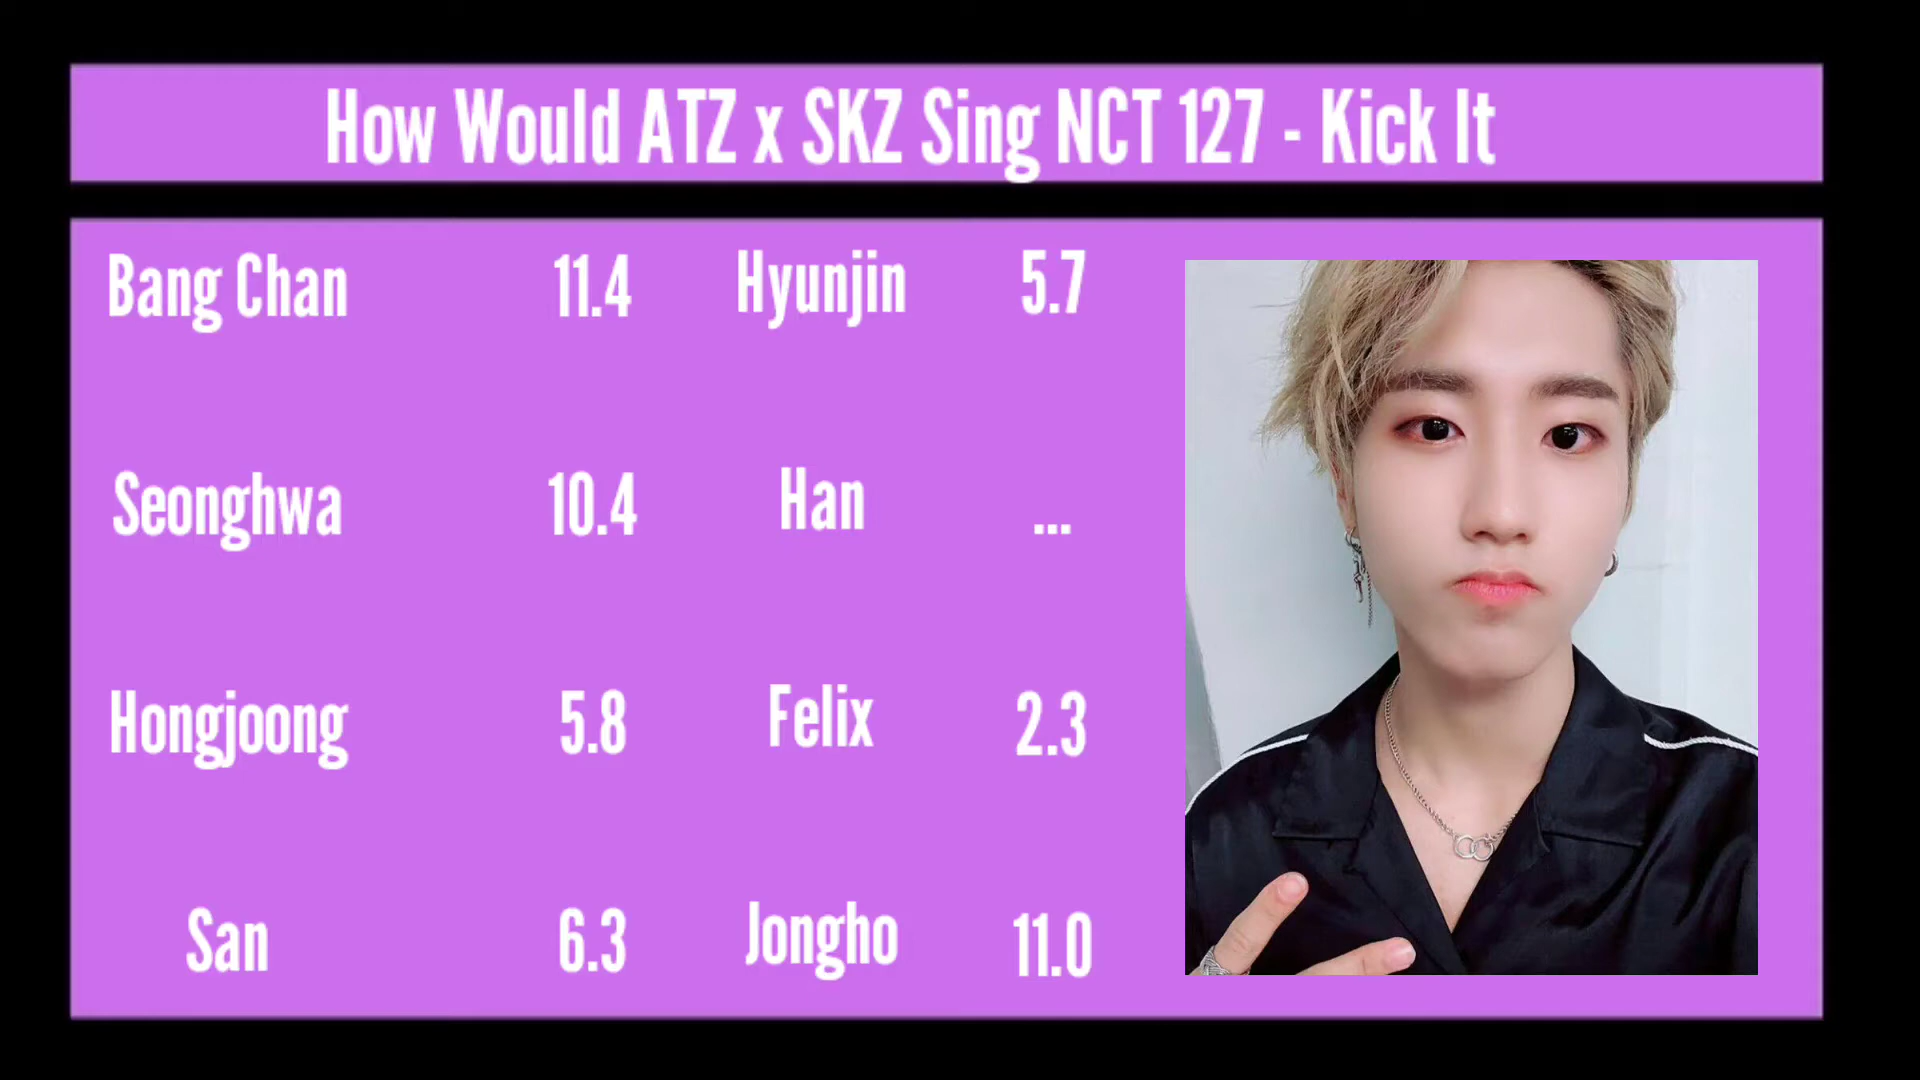 How Would ATZ x SKZ Sing NCT 127 - Kick It
Bang Chan 11.4 Hyunjin 5.7
Seonghwa 10.4 Han ...
Hongjoong 5.8 Felix 2.3
San 6.3 Jongho 11.0